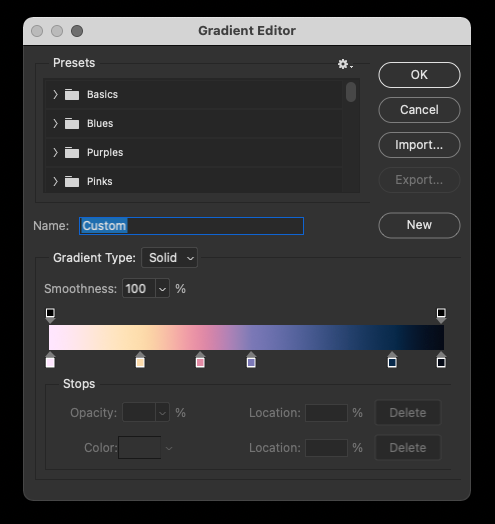 Gradient Editor
Presets
Basics
Blues
Purples
Pinks
OK
Cancel
Import...
Export...
New
Name: Custom
Gradient Type: Solid
Smoothness: 100 %
Stops
Opacity: % Location: % Delete
Color: Location: % Delete